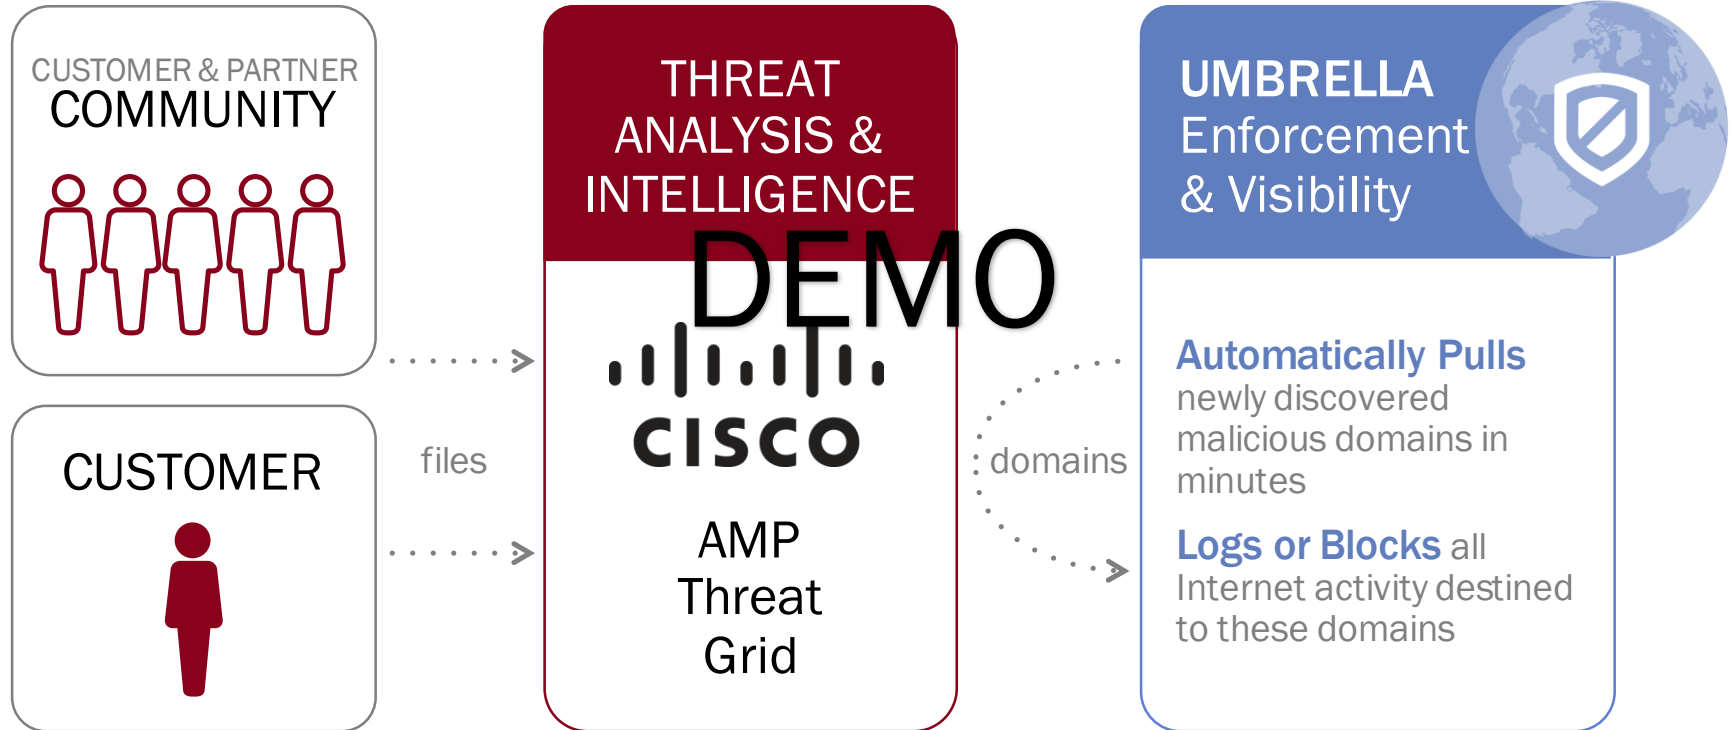 CUSTOMER & PARTNER
COMMUNITY
CUSTOMER
files
THREAT
ANALYSIS &
INTELLIGENCE
DEMO
CISCO
AMP
Threat
Grid
domains
UMBRELLA
Enforcement
& Visibility
Automatically Pulls
newly discovered
malicious domains in
minutes
Logs or Blocks all
Internet activity destined
to these domains